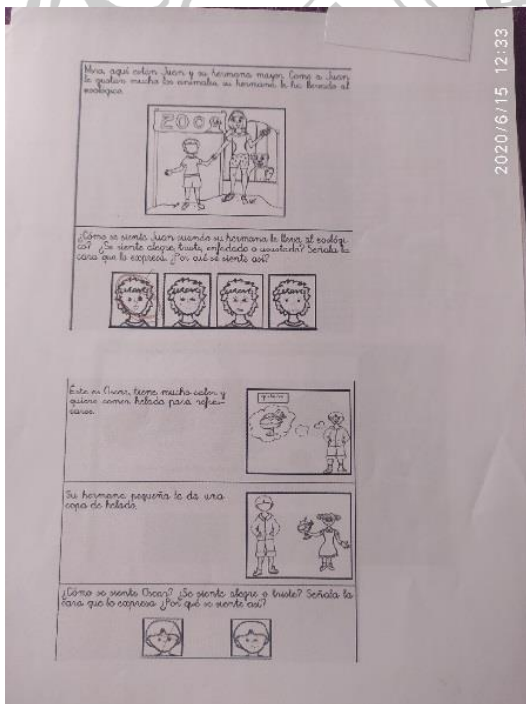 2020/6/15 12:33
Mira, aquí están Juan y su hermana mayor. Como a Juan
le gustan mucho los animales su hermana le ha llevado al
zoológico.
ZOO
¿Cómo se siente Juan cuando su hermana le lleva al zoológi-
co? ¿Se siente alegre, triste, enfadado o asustado? Señala la
cara que lo expresa. ¿Por qué se siente así?
Este es Oscar, tiene mucho calor y
quiere comer helado para refres-
carse.
Su hermana pequeña le da una
copa de helado.
¿Cómo se siente Oscar? ¿Se siente alegre o triste? Señala la
cara que lo expresa ¿Por qué se siente así?